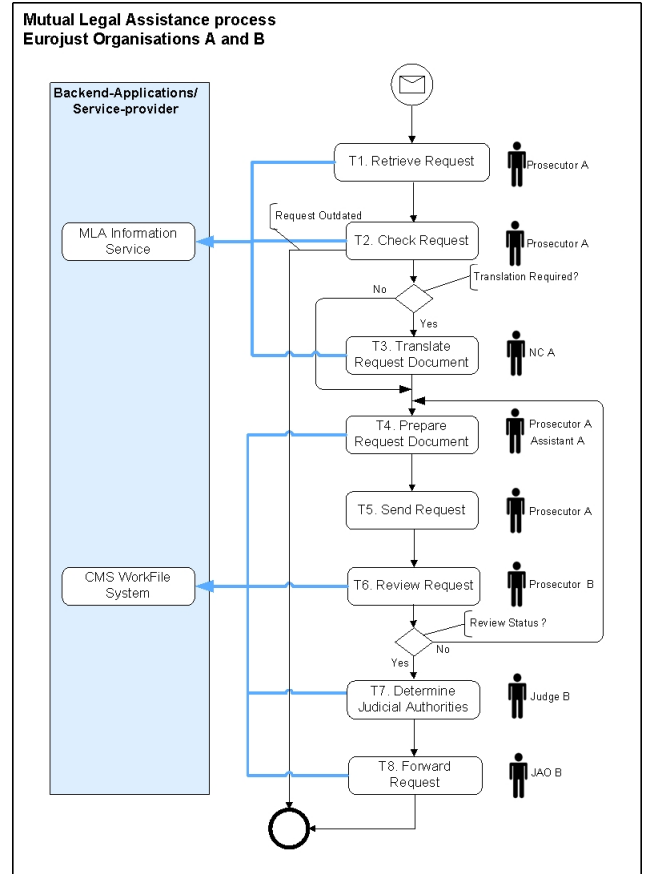 Mutual Legal Assistance process
Eurojust Organisations A and B
Backend-Applications/
Service-provider
T1. Retrieve Request
Prosecutor A
Request Outdated
MLA Information
Service
T2. Check Request
Prosecutor A
Translation Required?
No
Yes
T3. Translate
Request Document
NC A
T4. Prepare
Request Document
Prosecutor A
Assistant A
T5. Send Request
Prosecutor A
CMS WorkFile
System
T6. Review Request
Prosecutor B
Review Status ?
No
Yes
T7. Determine
Judicial Authorities
Judge B
T8. Forward
Request
JAO B